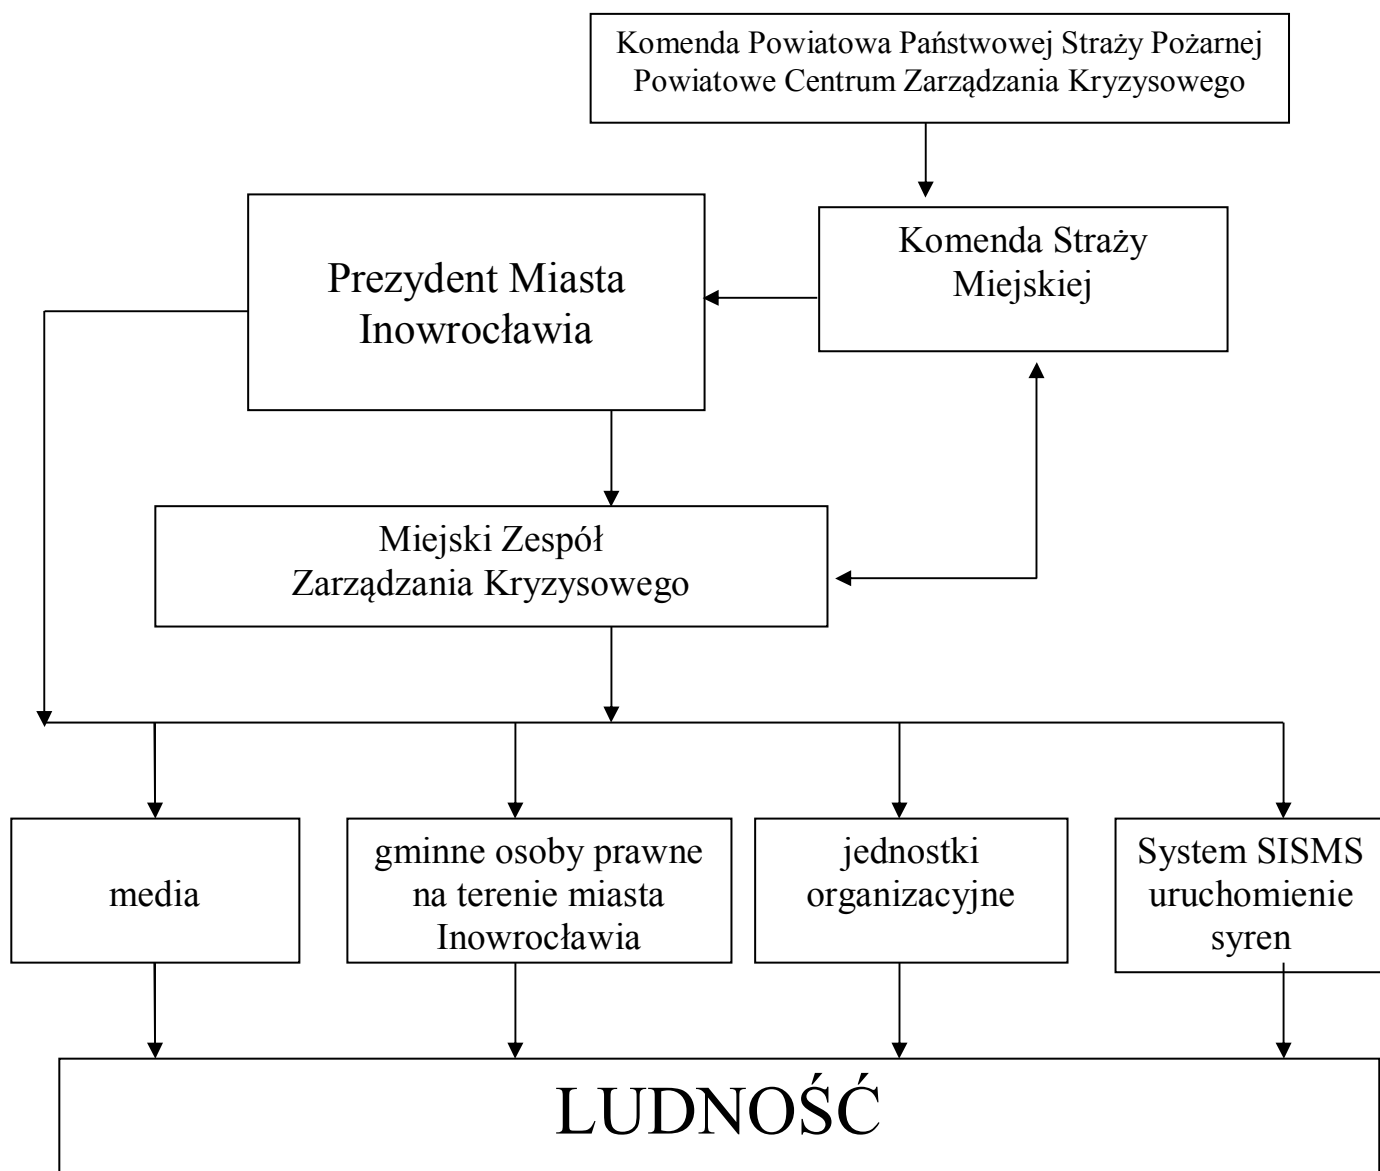 Komenda Powiatowa Państwowej Straży Pożarnej
Powiatowe Centrum Zarządzania Kryzysowego
Prezydent Miasta
Inowrocławia
Komenda Straży
Miejskiej
Miejski Zespół
Zarządzania Kryzysowego
media
gminne osoby prawne
na terenie miasta
Inowrocławia
jednostki
organizacyjne
System SISMS
uruchomienie
syren
LUDNOŚĆ